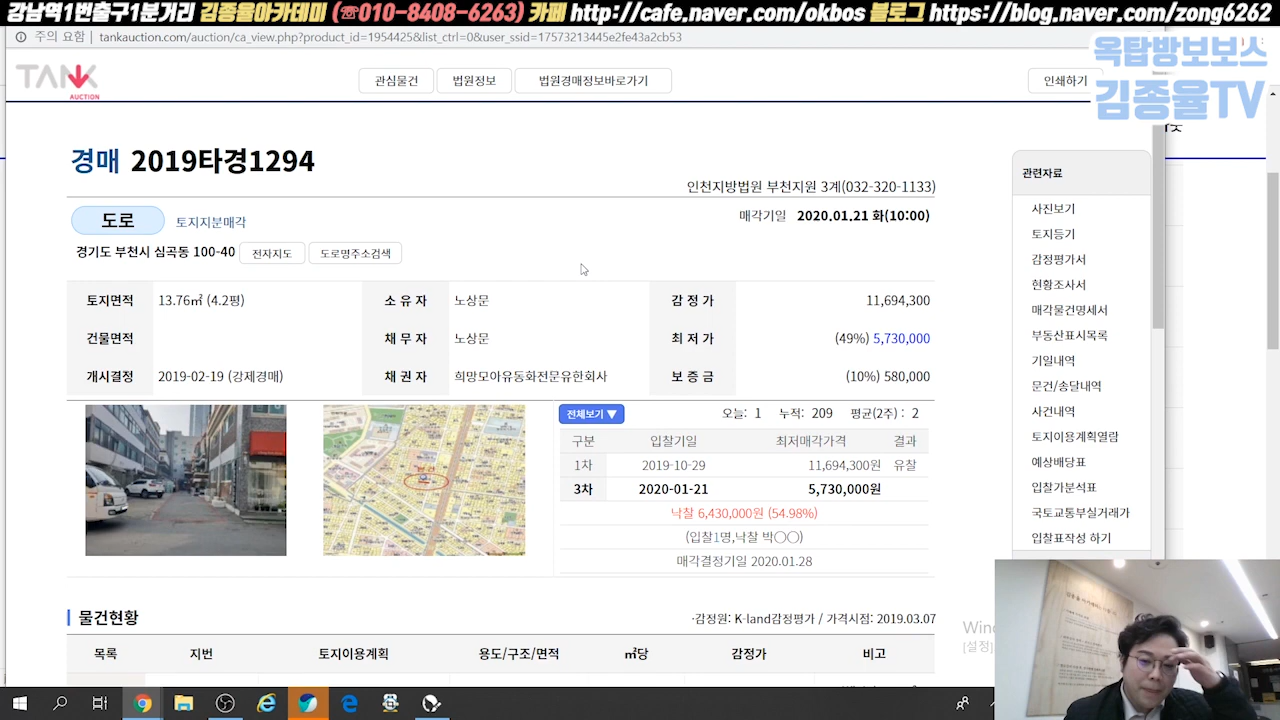 강남역1번출구1분거리 김종율아카데미 (☎010-8408-6263) 카페 http://cafe.naver.com/okbos 블로그 https://blog.naver.com/zong6262
주의 요함 | tankauction.com/auction/ca_view.php?product_id=1954425&list_ctrl=0&user_ssid=17573213445e2fe43a2cb53
옥탑방보보스
김종율TV
TANK
AUCTION
관심물건 법원정보 법원경매정보바로가기 인쇄하기
경매 2019타경1294
인천지방법원 부천지원 3계(032-320-1133)
도로 토지지분매각 매각기일 2020.01.21 화(10:00)
경기도 부천시 심곡동 100-40 전자지도 도로명주소검색
토지면적 13.76㎡ (4.2평) 소 유 자 노상문 감 정 가 11,694,300
건물면적 채 무 자 노상문 최 저 가 (49%) 5,730,000
개시결정 2019-02-19 (강제경매) 채 권 자 희망모아유동화전문유한회사 보 증 금 (10%) 580,000
전체보기 ▼ 오늘: 1 누적: 209 평균(2주) : 2
구분 입찰기일 최저매각가격 결과
1차 2019-10-29 11,694,300원 유찰
3차 2020-01-21 5,730,000원
낙찰 6,430,000원 (54.98%)
(입찰1명,낙찰 박○○)
매각결정기일 2020.01.28
물건현황 ·감정원: K-land감정평가 / 가격시점: 2019.03.07
목록 지번 토지이용계획 용도/구조/면적 ㎡당 감정가 비고
관련자료
사진보기
토지등기
감정평가서
현황조사서
매각물건명세서
부동산표시목록
기일내역
문건/송달내역
사건내역
토지이용계획열람
예상배당표
입찰가분석표
국토교통부실거래가
입찰표작성 하기
[설정]